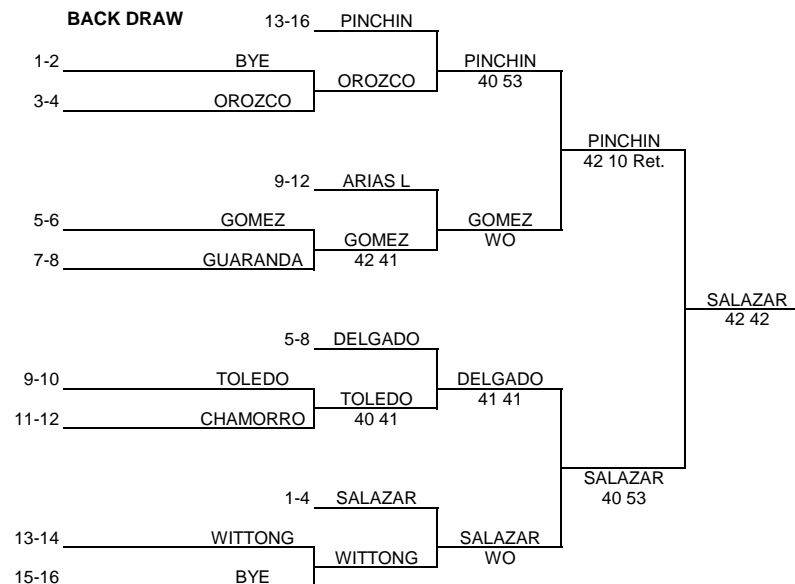 BACK DRAW
13-16 PINCHIN
1-2 BYE PINCHIN
OROZCO 40 53
3-4 OROZCO
PINCHIN
42 10 Ret.
9-12 ARIAS L
5-6 GOMEZ GOMEZ
GOMEZ WO
7-8 GUARANDA 42 41
SALAZAR
42 42
5-8 DELGADO
9-10 TOLEDO DELGADO
TOLEDO 41 41
11-12 CHAMORRO 40 41
SALAZAR
40 53
1-4 SALAZAR
13-14 WITTONG SALAZAR
WITTONG WO
15-16 BYE